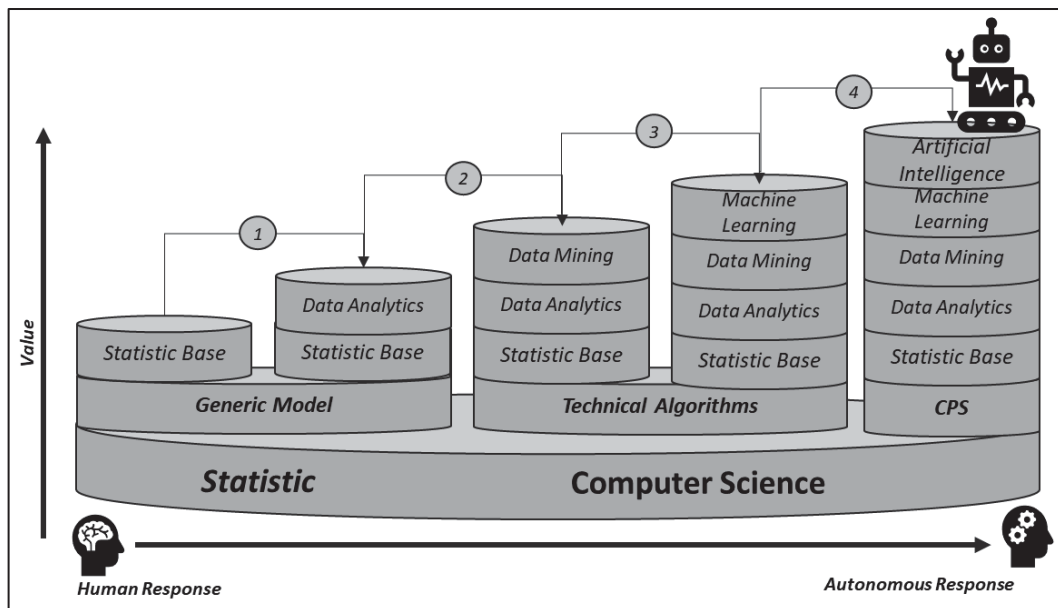 4
Artificial
Intelligence
3
Machine
Learning
Machine
Learning
2
Data Mining
Data Mining
Data Mining
1
Data Analytics
Data Analytics
Data Analytics
Data Analytics
Value
Statistic Base
Statistic Base
Statistic Base
Statistic Base
Statistic Base
Generic Model
Technical Algorithms
CPS
Statistic
Computer Science
Human Response
Autonomous Response